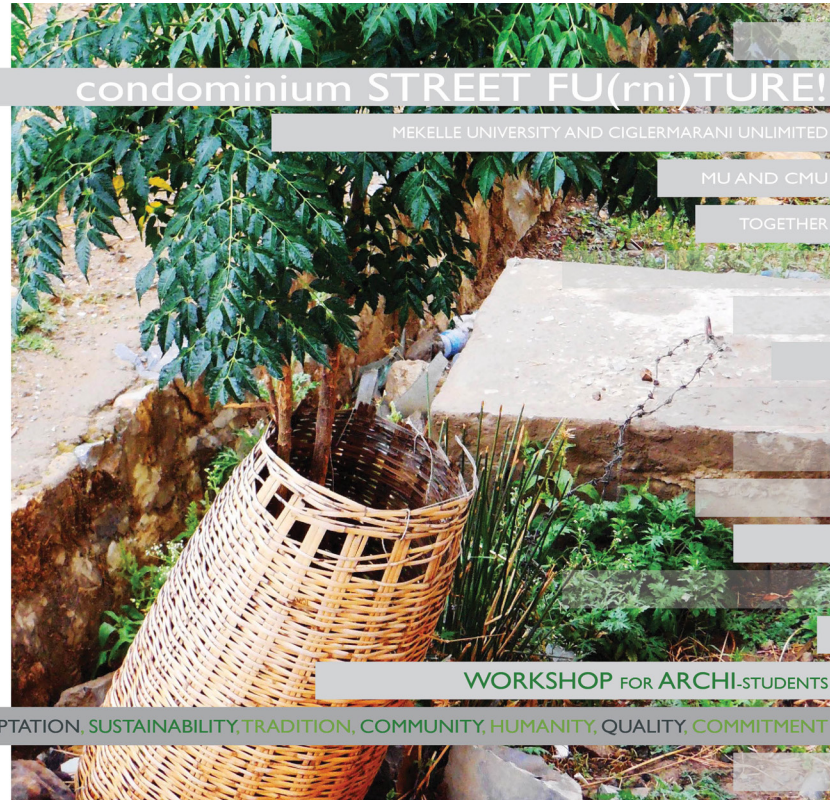 condominium STREET FU(rni)TURE!
MEKELLE UNIVERSITY AND CIGLERMARANI UNLIMITED
MU AND CMU
TOGETHER
WORKSHOP FOR ARCHI-STUDENTS
PTATION, SUSTAINABILITY, TRADITION, COMMUNITY, HUMANITY, QUALITY, COMMITMENT